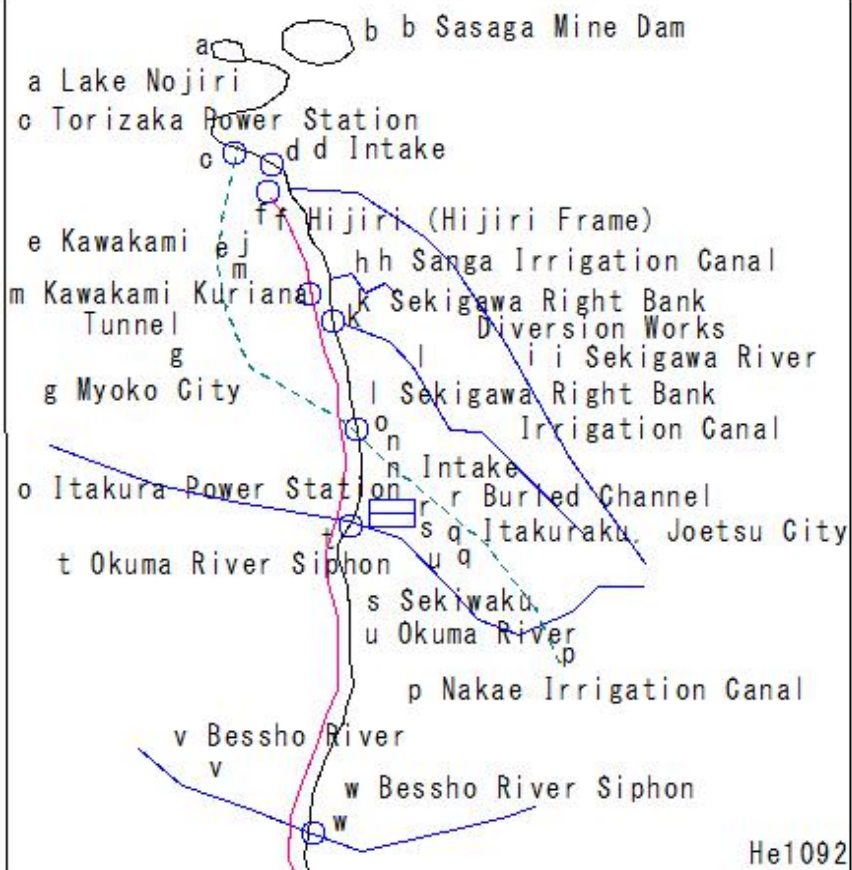 b b Sasaga Mine Dam
a
a Lake Nojiri
c Torizaka Power Station
c d d Intake
f f Hijiri (Hijiri Frame)
e Kawakami e j
m h h Sanga Irrigation Canal
m Kawakami Kuriana k k Sekigawa Right Bank
Tunnel Diversion Works
g l i i Sekigawa River
g Myoko City l Sekigawa Right Bank
o Irrigation Canal
n
n Intake
o Itakura Power Station r r Buried Channel
s q Itakuraku, Joetsu City
t u q
t Okuma River Siphon
s Sekiwaku
u Okuma River
p
p Nakae Irrigation Canal
v Bessho River
v
w Bessho River Siphon
w
He1092